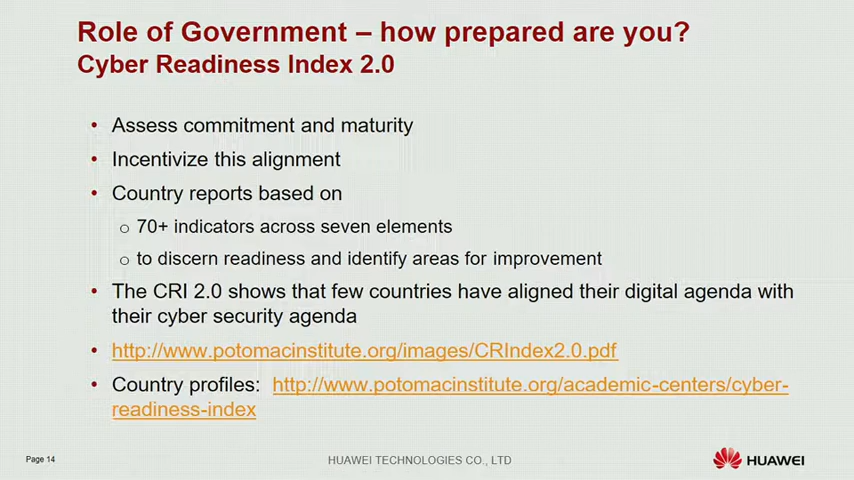 Role of Government – how prepared are you?
Cyber Readiness Index 2.0
• Assess commitment and maturity
• Incentivize this alignment
• Country reports based on
o 70+ indicators across seven elements
o to discern readiness and identify areas for improvement
• The CRI 2.0 shows that few countries have aligned their digital agenda with
their cyber security agenda
• http://www.potomacinstitute.org/images/CRIndex2.0.pdf
• Country profiles: http://www.potomacinstitute.org/academic-centers/cyber-
readiness-index
Page 14
HUAWEI TECHNOLOGIES CO., LTD
HUAWEI